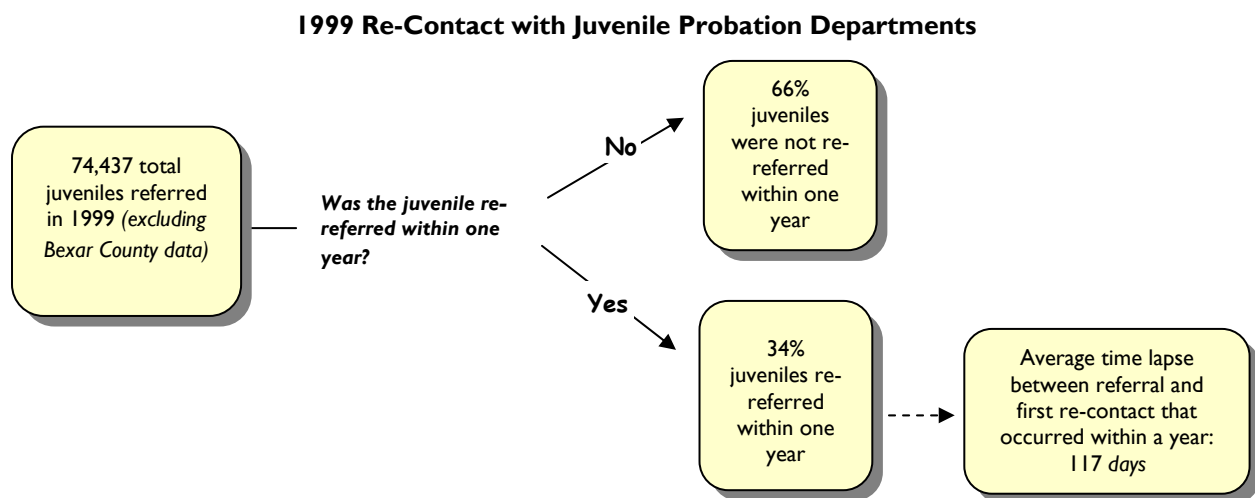 1999 Re-Contact with Juvenile Probation Departments
74,437 total
juveniles referred
in 1999 (excluding
Bexar County data)
Was the juvenile re-
referred within one
year?
No
66%
juveniles
were not re-
referred
within one
year
Yes
34%
juveniles re-
referred
within one
year
Average time lapse
between referral and
first re-contact that
occurred within a year:
117 days